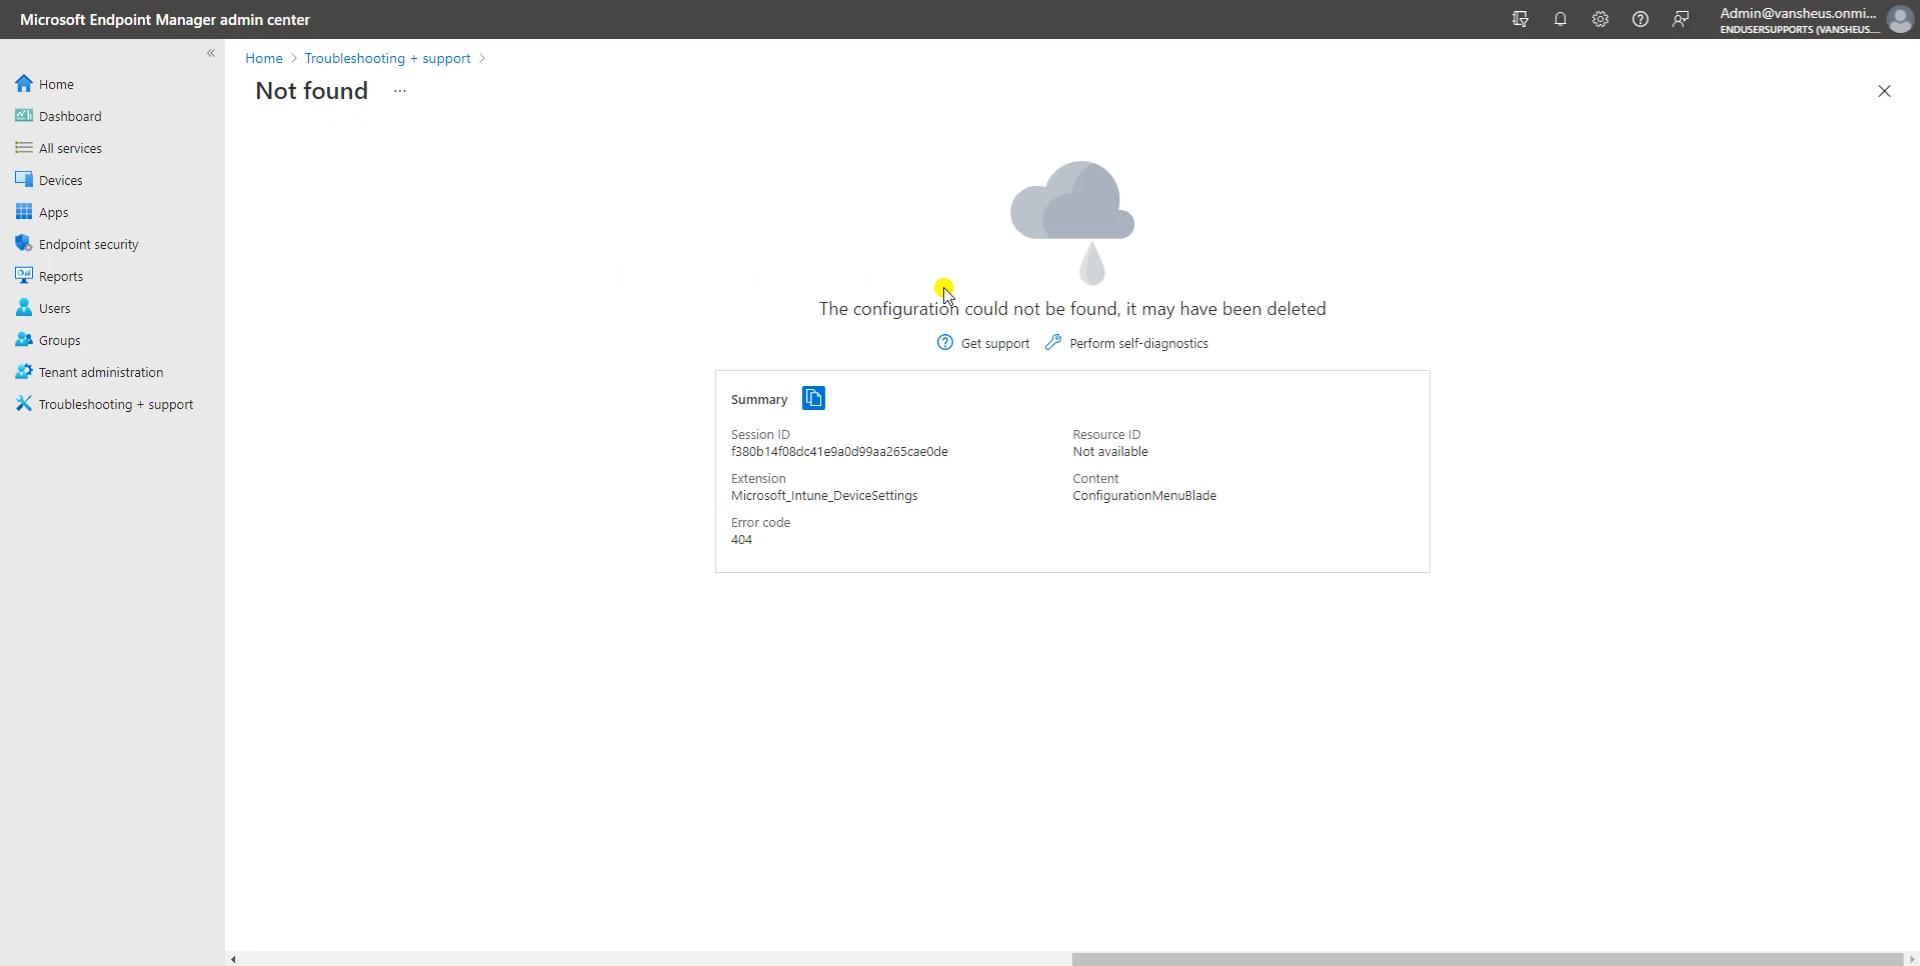 Microsoft Endpoint Manager admin center
Admin@vansheus.onmi...
ENDUSERSUPPORTS (VANSHEUS....
Home
Dashboard
All services
Devices
Apps
Endpoint security
Reports
Users
Groups
Tenant administration
Troubleshooting + support
Home > Troubleshooting + support >
Not found ...
The configuration could not be found, it may have been deleted
Get support Perform self-diagnostics
Summary
Session ID
f380b14f08dc41e9a0d99aa265cae0de
Resource ID
Not available
Extension
Microsoft_Intune_DeviceSettings
Content
ConfigurationMenuBlade
Error code
404